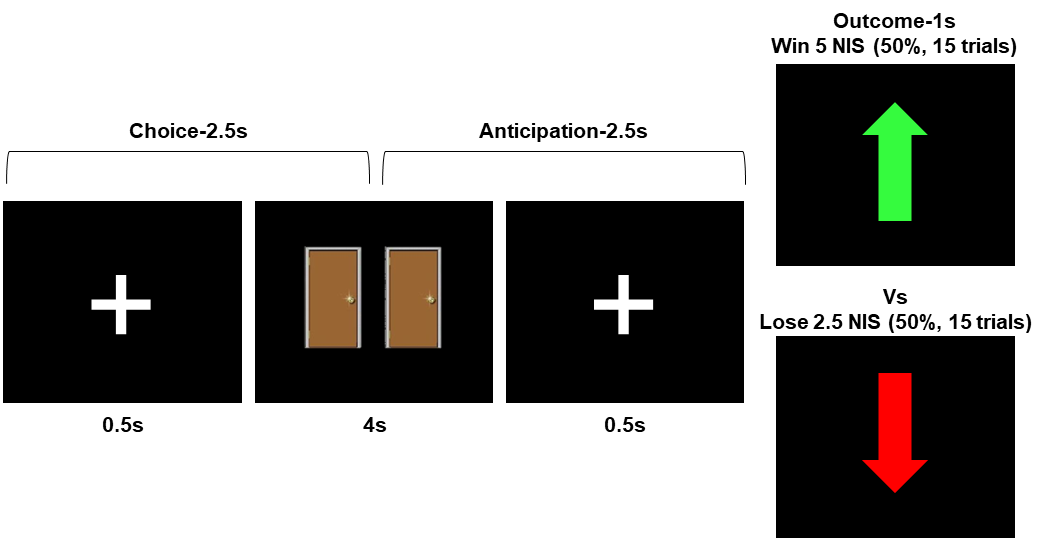 Choice-2.5s
Anticipation-2.5s
0.5s
4s
0.5s
Outcome-1s
Win 5 NIS (50%, 15 trials)
Vs
Lose 2.5 NIS (50%, 15 trials)